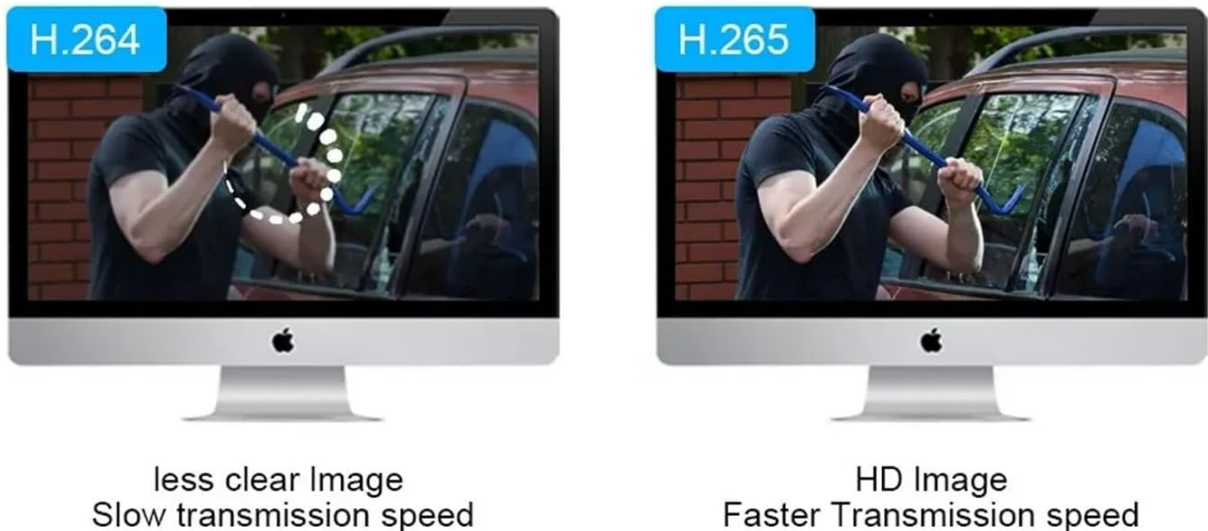 H.264
H.265
less clear Image
Slow transmission speed
HD Image
Faster Transmission speed